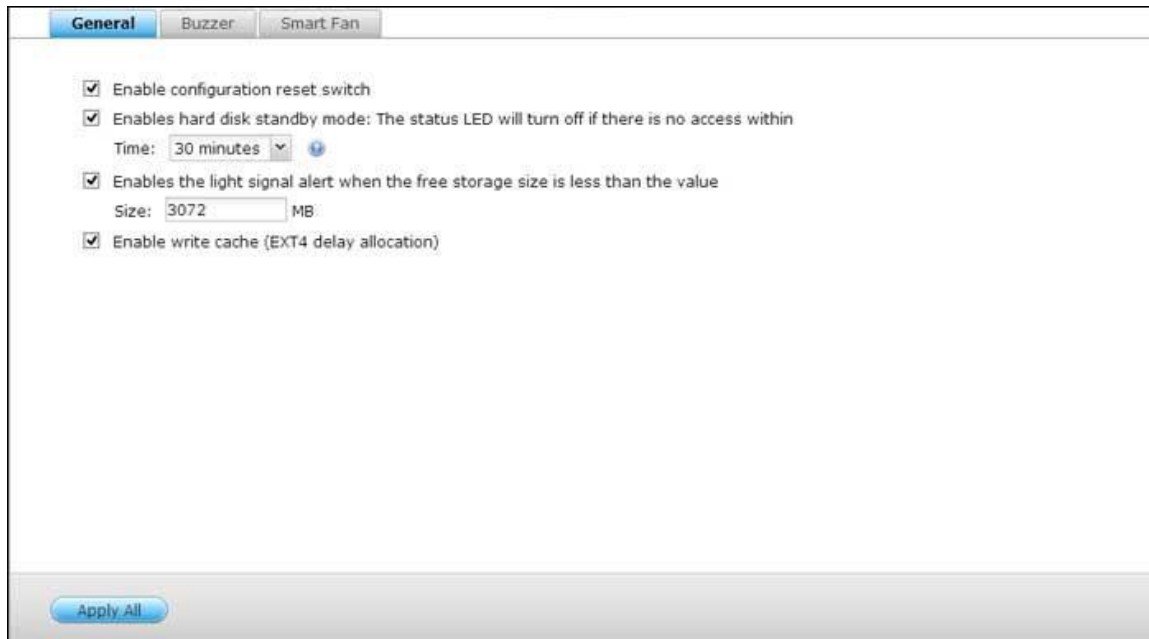 General Buzzer Smart Fan
Enable configuration reset switch
Enables hard disk standby mode: The status LED will turn off if there is no access within
Time: 30 minutes
Enables the light signal alert when the free storage size is less than the value
Size: 3072 MB
Enable write cache (EXT4 delay allocation)
Apply All